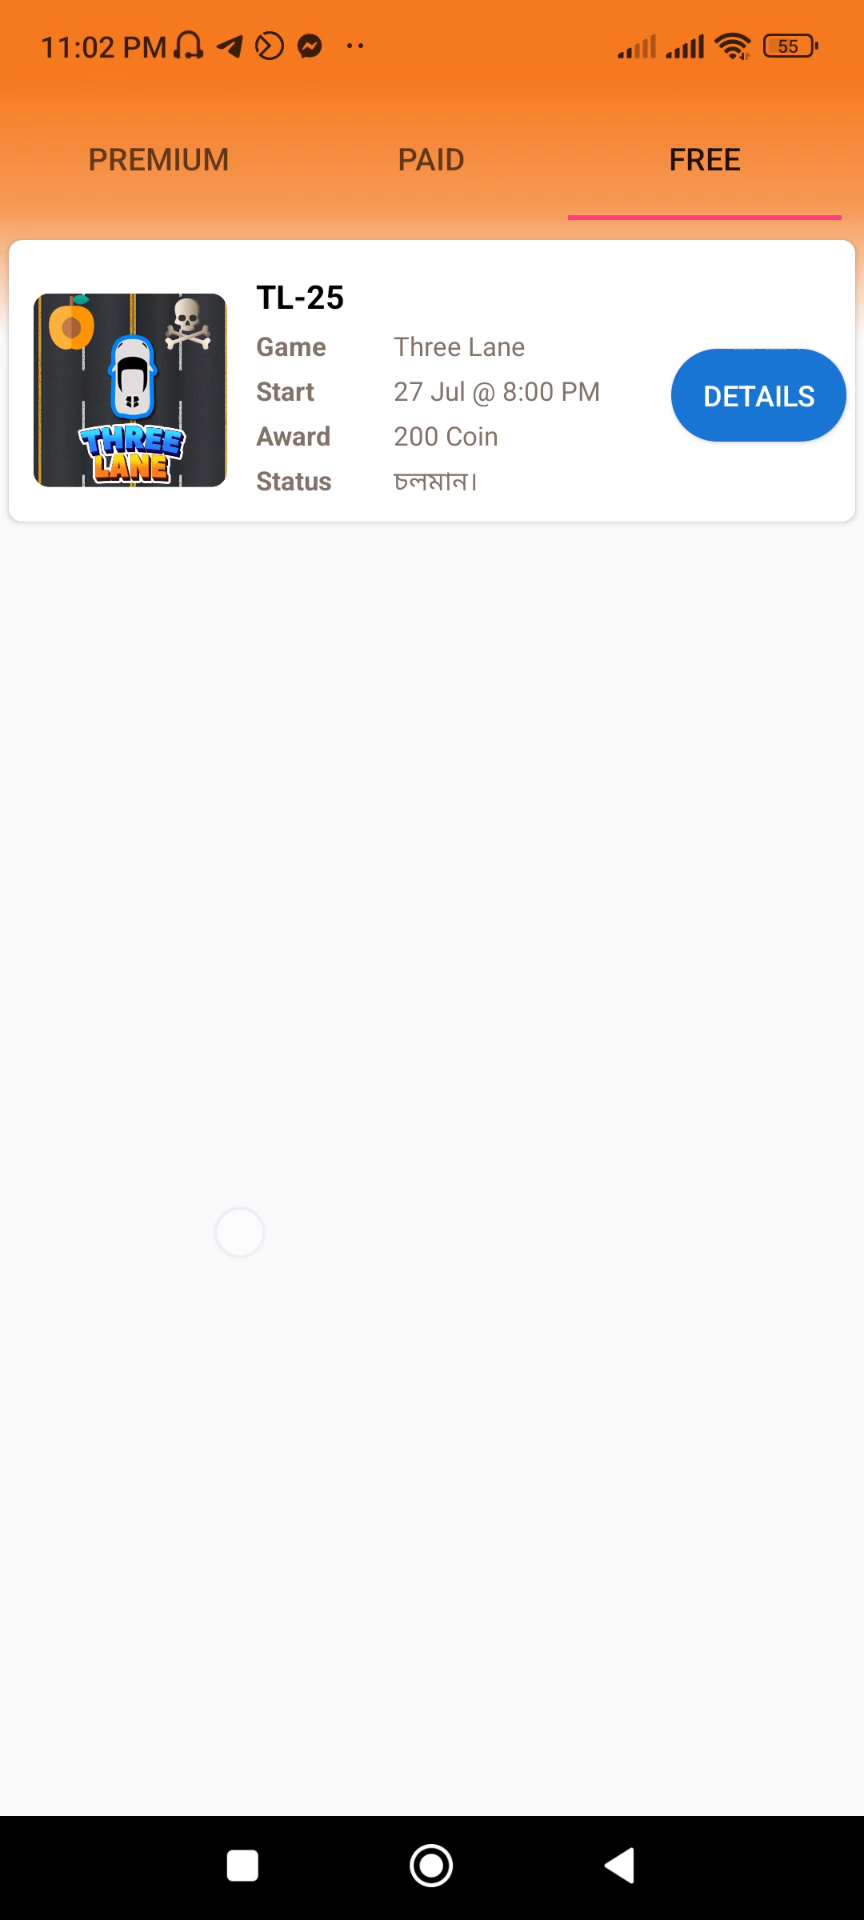 11:02 PM
55
PREMIUM PAID FREE
TL-25
Game Three Lane
Start 27 Jul @ 8:00 PM
Award 200 Coin
Status চলমান।
DETAILS
THREE
LANE